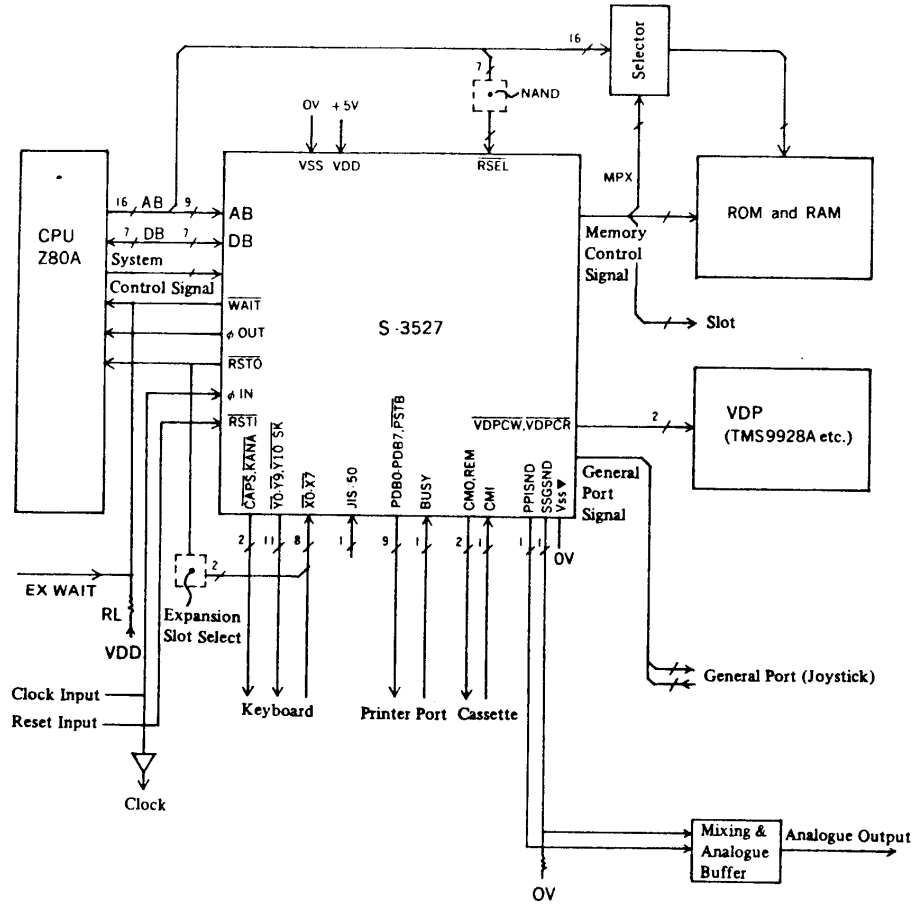 16
Selector
7
NAND
0V +5V
VSS VDD
RSEL
MPX
CPU
Z80A
16 AB 9
AB
7 DB 7
DB
System
Control Signal
WAIT
φ OUT
RSTO
φ IN
RSTI
S-3527
Memory
Control
Signal
ROM and RAM
Slot
VDPCW,VDPCR
2
VDP
(TMS9928A etc.)
General
Port
Signal
CAPS,KANA
Y0-Y9,Y10 SK
X0-X7
JIS-50
PDB0-PDB7,PSTB
BUSY
CMO,REM
CMI
PPISND
SSGSND
Vss▼
2
11
8
1
9
1
2
1
1
1
0V
EX WAIT
2
RL
VDD
Expansion
Slot Select
Clock Input
Reset Input
Clock
Keyboard
Printer Port
Cassette
General Port (Joystick)
Mixing &
Analogue
Buffer
Analogue Output
0V